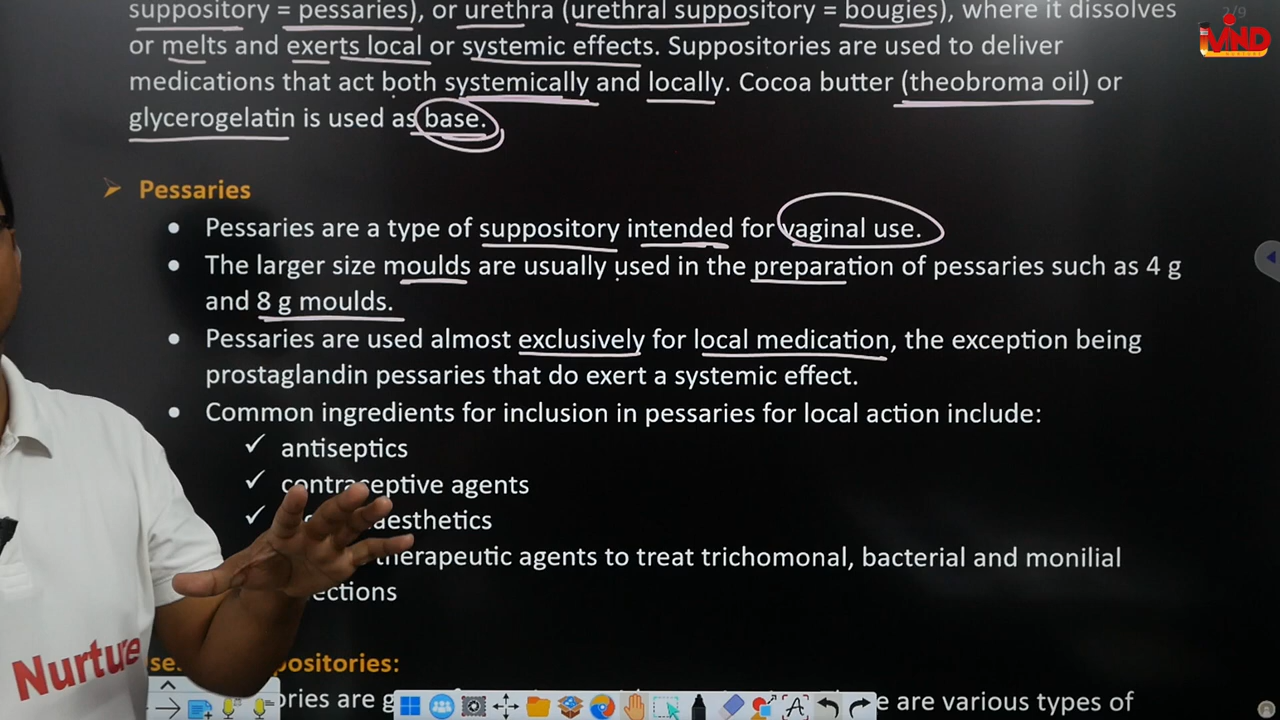 suppository = pessaries), or urethra (urethral suppository = bougies), where it dissolves
or melts and exerts local or systemic effects. Suppositories are used to deliver
medications that act both systemically and locally. Cocoa butter (theobroma oil) or
glycerogelatin is used as base.
2/9
MIND
Pessaries
Pessaries are a type of suppository intended for vaginal use.
The larger size moulds are usually used in the preparation of pessaries such as 4 g
and 8 g moulds.
Pessaries are used almost exclusively for local medication, the exception being
prostaglandin pessaries that do exert a systemic effect.
Common ingredients for inclusion in pessaries for local action include:
✓ antiseptics
✓ contraceptive agents
✓ aesthetics
therapeutic agents to treat trichomonal, bacterial and monilial
ections
positories:
ories are g e are various types of
Nurture